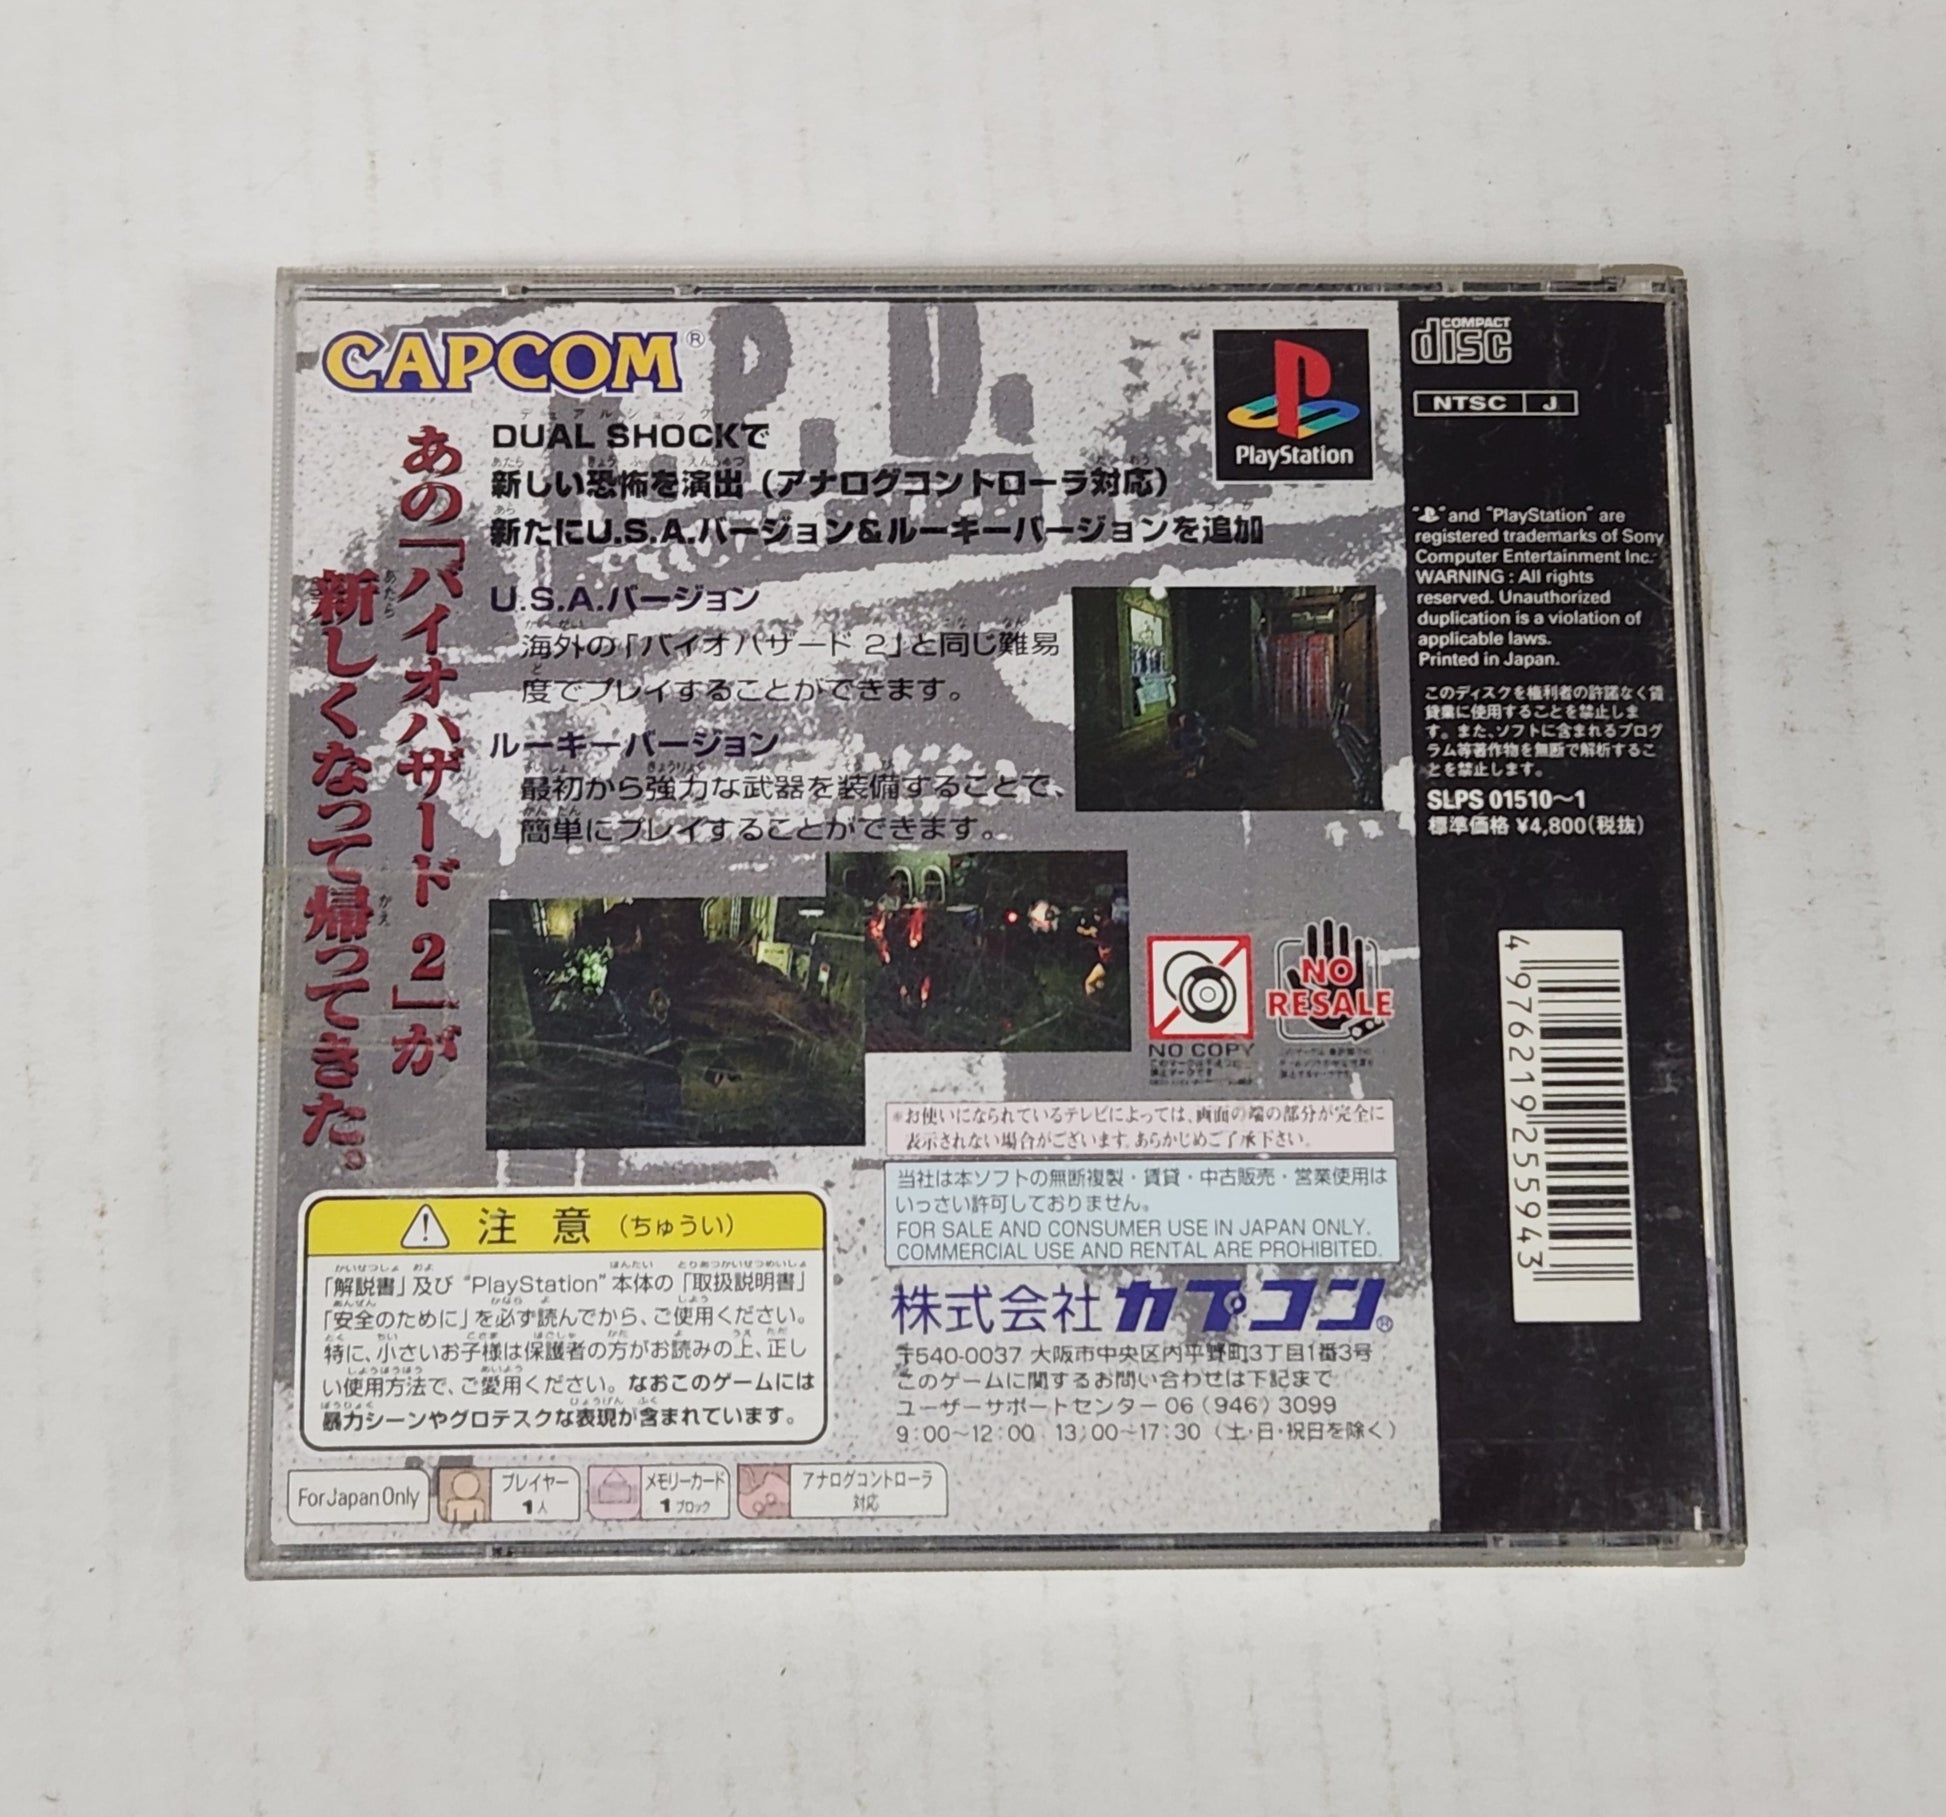 CAPCOM®
R.P.D.
あの「バイオハザード 2」が
新しくなって帰ってきた。
DUAL SHOCKで
新しい恐怖を演出（アナログコントローラ対応）
新たにU.S.A.バージョン&ルーキーバージョンを追加
U.S.A.バージョン
海外の「バイオハザード 2」と同じ難易
度でプレイすることができます。
ルーキーバージョン
最初から強力な武器を装備することで、
簡単にプレイすることができます。
PlayStation
NO COPY
NO
RESALE
※お使いになられているテレビによっては、画面の端の部分が完全に
表示されない場合がございます。あらかじめご了承下さい。
当社は本ソフトの無断複製・賃貸・中古販売・営業使用は
いっさい許可しておりません。
FOR SALE AND CONSUMER USE IN JAPAN ONLY.
COMMERCIAL USE AND RENTAL ARE PROHIBITED.
株式会社カプコン®
〒540-0037 大阪市中央区内平野町3丁目1番3号
このゲームに関するお問い合わせは下記まで
ユーザーサポートセンター 06（946）3099
9:00〜12:00 13:00〜17:30（土・日・祝日を除く）
注 意（ちゅうい）
「解説書」及び “PlayStation” 本体の「取扱説明書」
「安全のために」を必ず読んでから、ご使用ください。
特に、小さいお子様は保護者の方がお読みの上、正し
い使用方法で、ご愛用ください。なおこのゲームには
暴力シーンやグロテスクな表現が含まれています。
For Japan Only
プレイヤー
1人
メモリーカード
1ブロック
アナログコントローラ
対応
COMPACT
disc
NTSC J
“PS” and “PlayStation” are
registered trademarks of Sony
Computer Entertainment Inc.
WARNING : All rights
reserved. Unauthorized
duplication is a violation of
applicable laws.
Printed in Japan.
このディスクを権利者の許諾なく賃
貸業に使用することを禁止しま
す。また、ソフトに含まれるプログ
ラム等著作物を無断で解析するこ
とを禁止します。
SLPS 01510〜1
標準価格 ¥4,800（税抜）
4976219255943